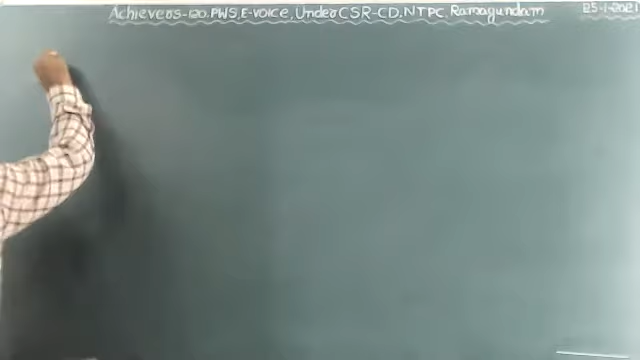 Achievers-120, PWS, E-VOICE, Under CSR-CD, NTPC, Ramagundam 25-1-2021